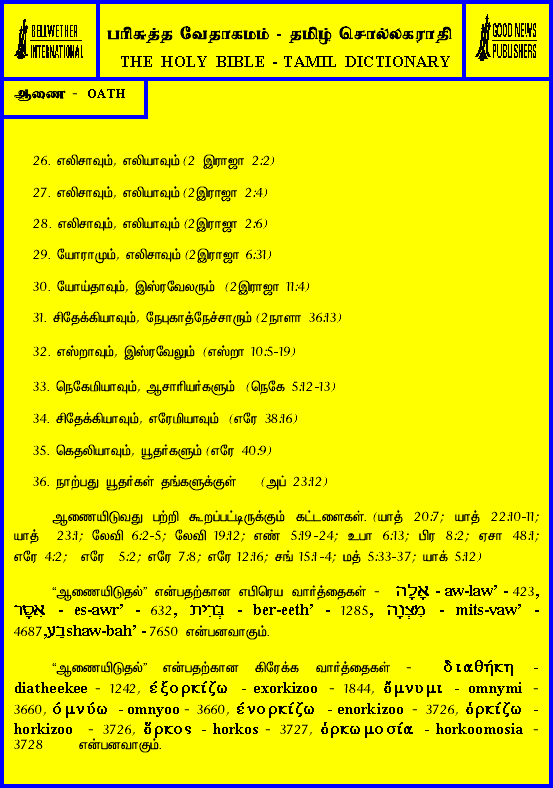 BELLWETHER INTERNATIONAL
பரிசுத்த வேதாகமம் - தமிழ் சொல்லகராதி
THE HOLY BIBLE - TAMIL DICTIONARY
GOOD NEWS PUBLISHERS
ஆணை - OATH
26. எலிசாவும், எலியாவும் (2 இராஜா 2:2)
27. எலிசாவும், எலியாவும் (2இராஜா 2:4)
28. எலிசாவும், எலியாவும் (2இராஜா 2:6)
29. யோராமும், எலிசாவும் (2இராஜா 6:31)
30. யோய்தாவும், இஸ்ரவேலரும் (2இராஜா 11:4)
31. சிதேக்கியாவும், நேபுகாத்நேச்சாரும் (2நாளா 36:13)
32. எஸ்றாவும், இஸ்ரவேலும் (எஸ்றா 10:5-19)
33. நெகேமியாவும், ஆசாரியர்களும் (நெகே 5:12-13)
34. சிதேக்கியாவும், எரேமியாவும் (எரே 38:16)
35. கெதலியாவும், யூதர்களும் (எரே 40:9)
36. நாற்பது யூதர்கள் தங்களுக்குள் (அப் 23:12)
ஆணையிடுவது பற்றி கூறப்பட்டிருக்கும் கட்டளைகள். (யாத் 20:7; யாத் 22:10-11;
யாத் 23:1; லேவி 6:2-5; லேவி 19:12; எண் 5:19-24; உபா 6:13; பிர 8:2; ஏசா 48:1;
எரே 4:2; எரே 5:2; எரே 7:8; எரே 12:16; சங் 15:1-4; மத் 5:33-37; யாக் 5:12)
“ஆணையிடுதல்” என்பதற்கான எபிரெய வார்த்தைகள் - אָלָה - aw-law’ - 423,
אִסָּר - es-awr’ - 632, בְּרִית - ber-eeth’ - 1285, מִצְוָה - mits-vaw’ -
4687, shaw-bah’ - 7650 என்பனவாகும்.
“ஆணையிடுதல்” என்பதற்கான கிரேக்க வார்த்தைகள் - διαθήκη -
diatheekee - 1242, ἐξορκίζω - exorkizoo - 1844, ὄμνυμι - omnymi -
3660, ὀμνύω - omnyoo - 3660, ἐνορκίζω - enorkizoo - 3726, ὁρκίζω -
horkizoo - 3726, ὅρκος - horkos - 3727, ὁρκωμοσία - horkoomosia -
3728 என்பனவாகும்.